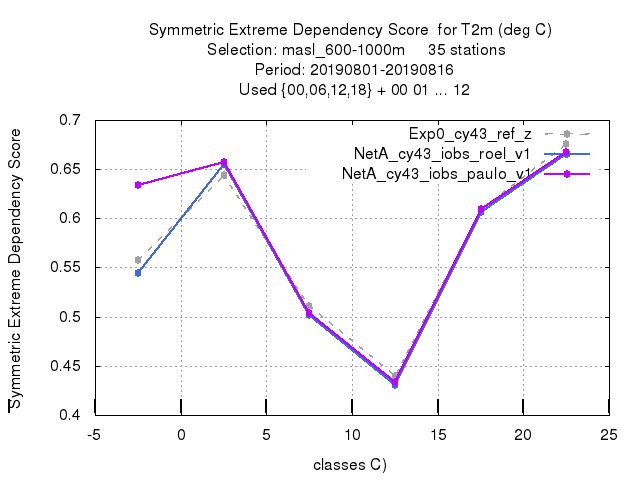 Symmetric Extreme Dependency Score  for T2m (deg C)
Selection: masl_600-1000m     35 stations
Period: 20190801-20190816
Used {00,06,12,18} + 00 01 ... 12
Symmetric Extreme Dependency Score
0.7
0.65
0.6
0.55
0.5
0.45
0.4
Exp0_cy43_ref_z
NetA_cy43_iobs_roel_v1
NetA_cy43_iobs_paulo_v1
-5 0 5 10 15 20 25
classes C)